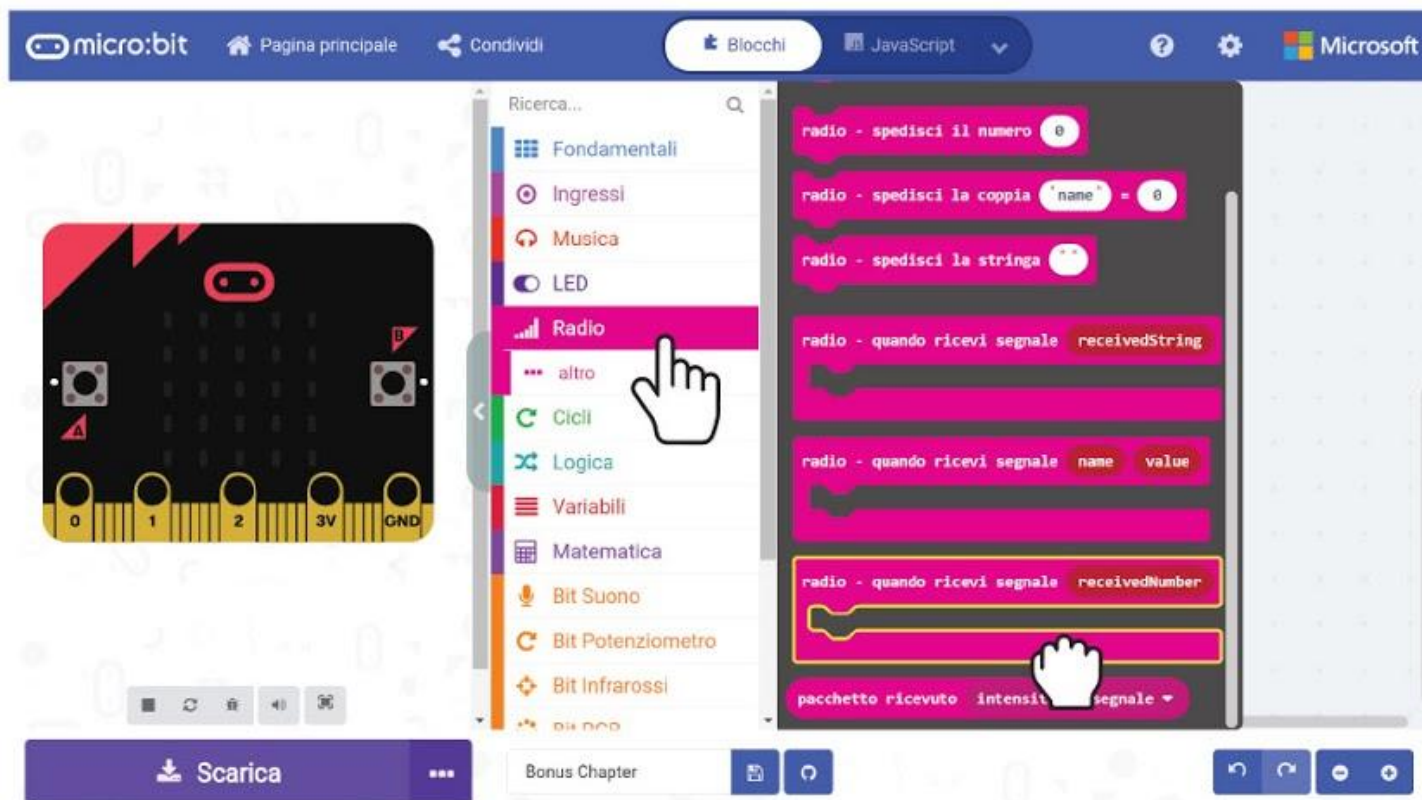 micro:bit
Pagina principale
Condividi
Blocchi
JavaScript
Microsoft
Ricerca...
Fondamentali
Ingressi
Musica
LED
Radio
altro
Cicli
Logica
Variabili
Matematica
Bit Suono
Bit Potenziometro
Bit Infrarossi
radio - spedisci il numero 0
radio - spedisci la coppia "name" = 0
radio - spedisci la stringa " "
radio - quando ricevi segnale receivedString
radio - quando ricevi segnale name value
radio - quando ricevi segnale receivedNumber
pacchetto ricevuto segnale
B
A
0 1 2 3V GND
Scarica
Bonus Chapter